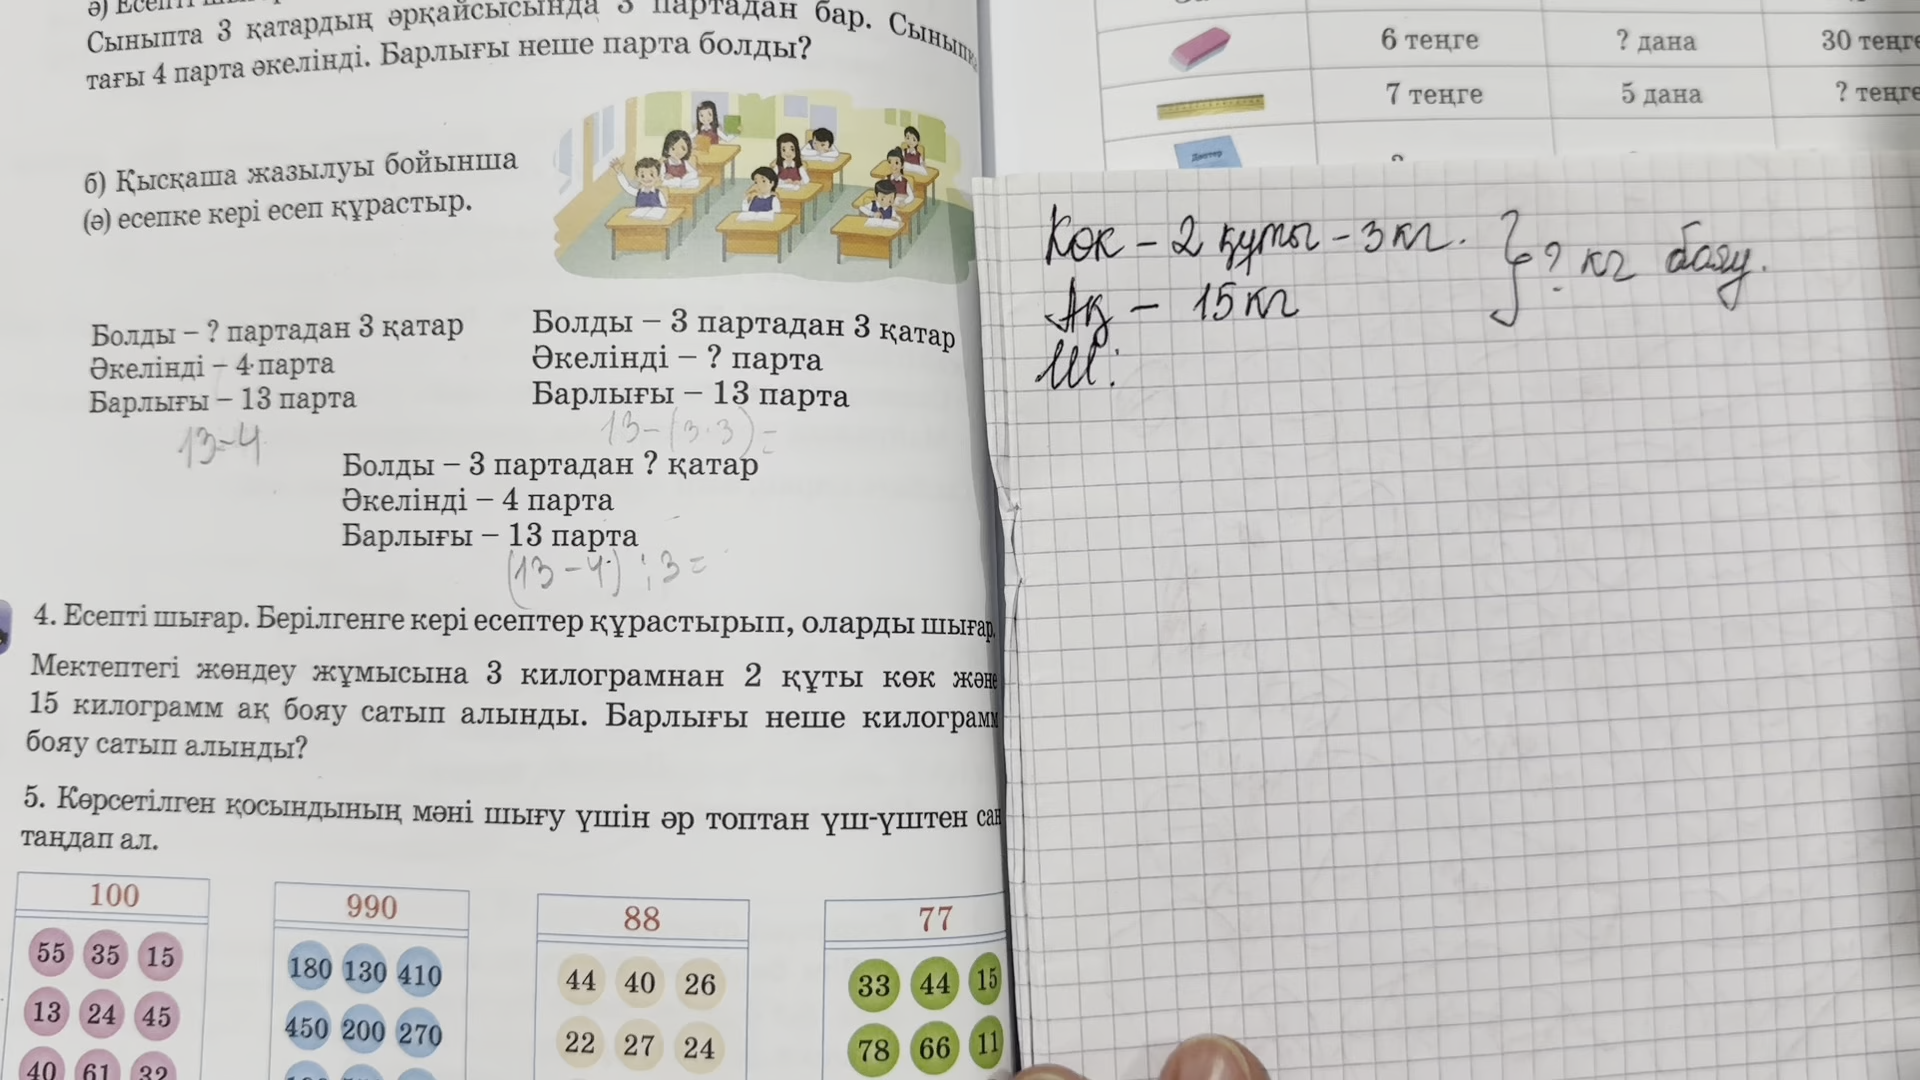 ә) Есепті
Сыныпта 3 қатардың әрқайсысында 3 партадан бар. Сыныпқа
тағы 4 парта әкелінді. Барлығы неше парта болды?
б) Қысқаша жазылуы бойынша
(ә) есепке кері есеп құрастыр.
Болды – ? партадан 3 қатар
Әкелінді – 4 парта
Барлығы – 13 парта
13-4
Болды – 3 партадан 3 қатар
Әкелінді – ? парта
Барлығы – 13 парта
13-(3·3)=
Болды – 3 партадан ? қатар
Әкелінді – 4 парта
Барлығы – 13 парта
(13-4):3=
4. Есепті шығар. Берілгенге кері есептер құрастырып, оларды шығар.
Мектептегі жөндеу жұмысына 3 килограмнан 2 құты көк және
15 килограмм ақ бояу сатып алынды. Барлығы неше килограмм
бояу сатып алынды?
5. Көрсетілген қосындының мәні шығу үшін әр топтан үш-үштен сан
таңдап ал.
100
55 35 15
13 24 45
40 61 32
990
180 130 410
450 200 270
88
44 40 26
22 27 24
77
33 44 15
78 66 11
6 теңге ? дана 30 теңге
7 теңге 5 дана ? теңге
Дәптер
Көк – 2 құты – 3 кг. } ? кг бояу.
Ақ – 15 кг
Ш: